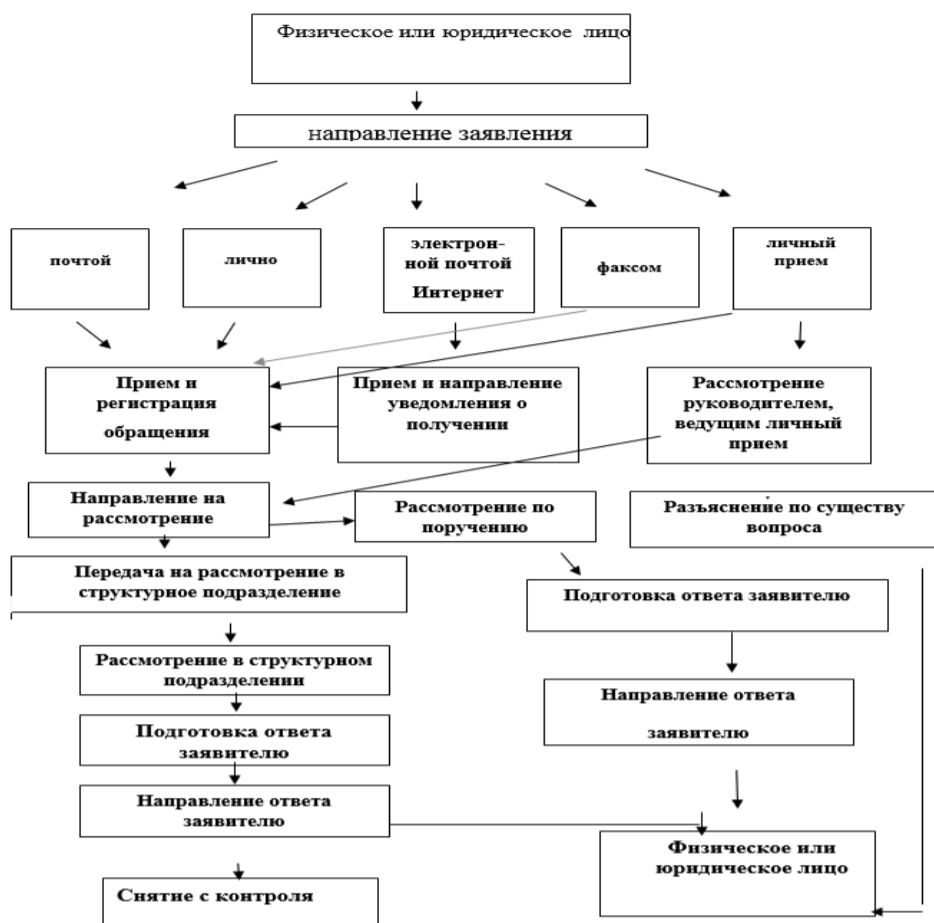 Физическое или юридическое лицо
направление заявления
почтой
лично
электрон-
ной почтой
Интернет
факсом
личный
прием
Прием и
регистрация
обращения
Прием и направление
уведомления о
получении
Рассмотрение
руководителем,
ведущим личный
прием
Направление на
рассмотрение
Рассмотрение по
поручению
Разъяснение по существу
вопроса
Передача на рассмотрение в
структурное подразделение
Подготовка ответа заявителю
Рассмотрение в структурном
подразделении
Направление ответа
заявителю
Подготовка ответа
заявителю
Направление ответа
заявителю
Физическое или
юридическое лицо
Снятие с контроля